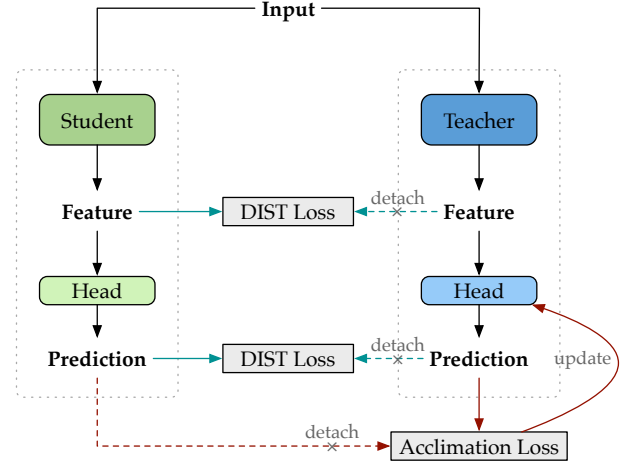 Input
Student
Teacher
detach
Feature
DIST Loss
Feature
Head
Head
detach
Prediction
DIST Loss
Prediction
update
detach
Acclimation Loss